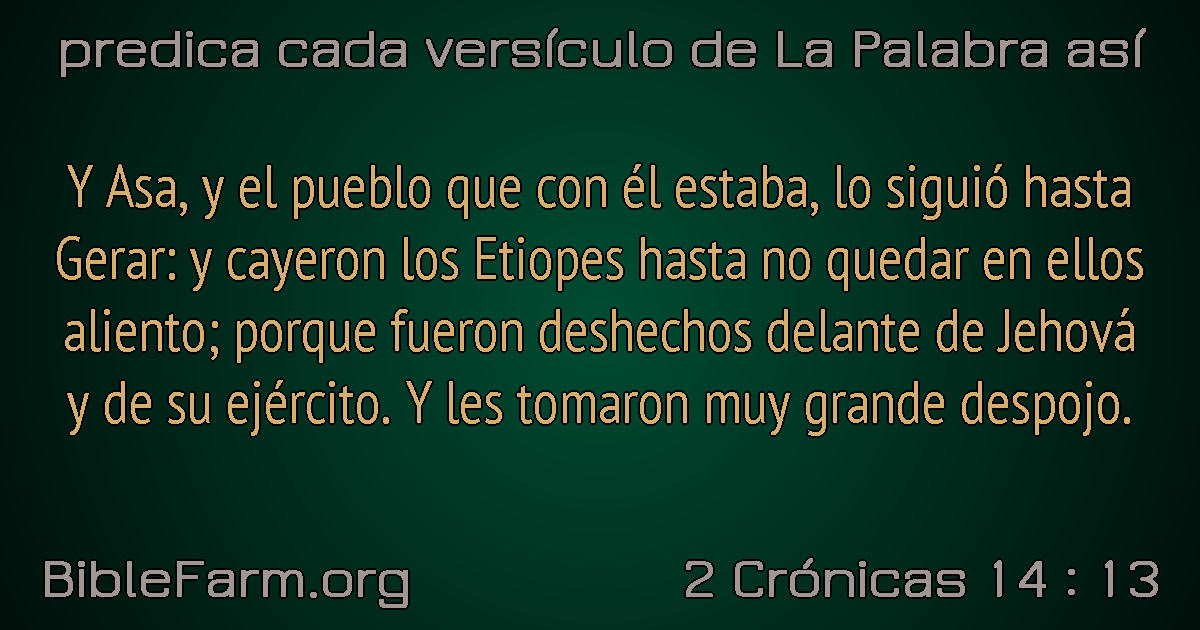 predica cada versículo de La Palabra así
Y Asa, y el pueblo que con él estaba, lo siguió hasta
Gerar: y cayeron los Etiopes hasta no quedar en ellos
aliento; porque fueron deshechos delante de Jehová
y de su ejército. Y les tomaron muy grande despojo.
BibleFarm.org
2 Crónicas 14 : 13